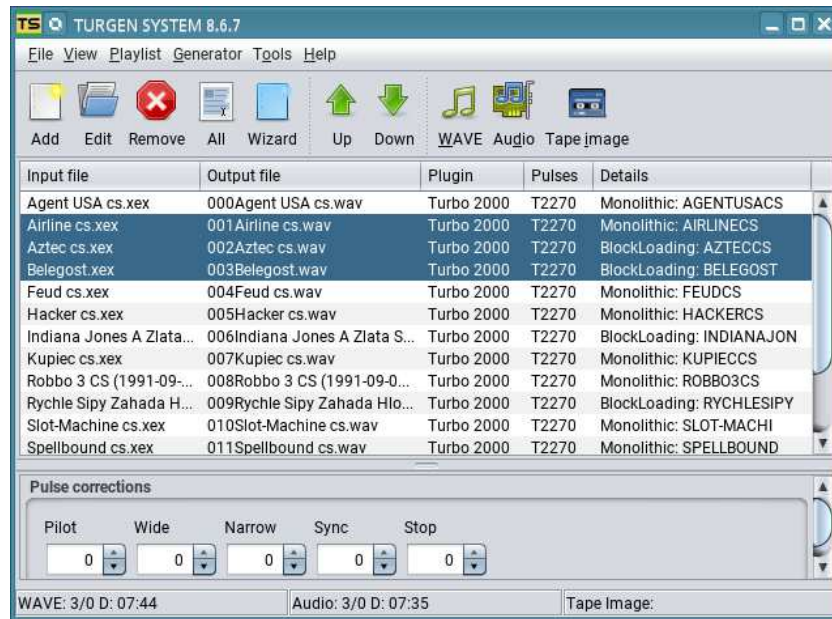 TS TURGEN SYSTEM 8.6.7
File View Playlist Generator Tools Help
Add Edit Remove All Wizard Up Down WAVE Audio Tape image
Input file Output file Plugin Pulses Details
Agent USA cs.xex 000Agent USA cs.wav Turbo 2000 T2270 Monolithic: AGENTUSACS
Airline cs.xex 001Airline cs.wav Turbo 2000 T2270 Monolithic: AIRLINECS
Aztec cs.xex 002Aztec cs.wav Turbo 2000 T2270 BlockLoading: AZTECCS
Belegost.xex 003Belegost.wav Turbo 2000 T2270 BlockLoading: BELEGOST
Feud cs.xex 004Feud cs.wav Turbo 2000 T2270 Monolithic: FEUDCS
Hacker cs.xex 005Hacker cs.wav Turbo 2000 T2270 Monolithic: HACKERCS
Indiana Jones A Zlata... 006Indiana Jones A Zlata S... Turbo 2000 T2270 BlockLoading: INDIANAJON
Kupiec cs.xex 007Kupiec cs.wav Turbo 2000 T2270 Monolithic: KUPIECCS
Robbo 3 CS (1991-09-... 008Robbo 3 CS (1991-09-0... Turbo 2000 T2270 Monolithic: ROBBO3CS
Rychle Sipy Zahada H... 009Rychle Sipy Zahada Hlo... Turbo 2000 T2270 BlockLoading: RYCHLESIPY
Slot-Machine cs.xex 010Slot-Machine cs.wav Turbo 2000 T2270 Monolithic: SLOT-MACHI
Spellbound cs.xex 011Spellbound cs.wav Turbo 2000 T2270 Monolithic: SPELLBOUND
Pulse corrections
Pilot Wide Narrow Sync Stop
0 0 0 0 0
WAVE: 3/0 D: 07:44 Audio: 3/0 D: 07:35 Tape Image: